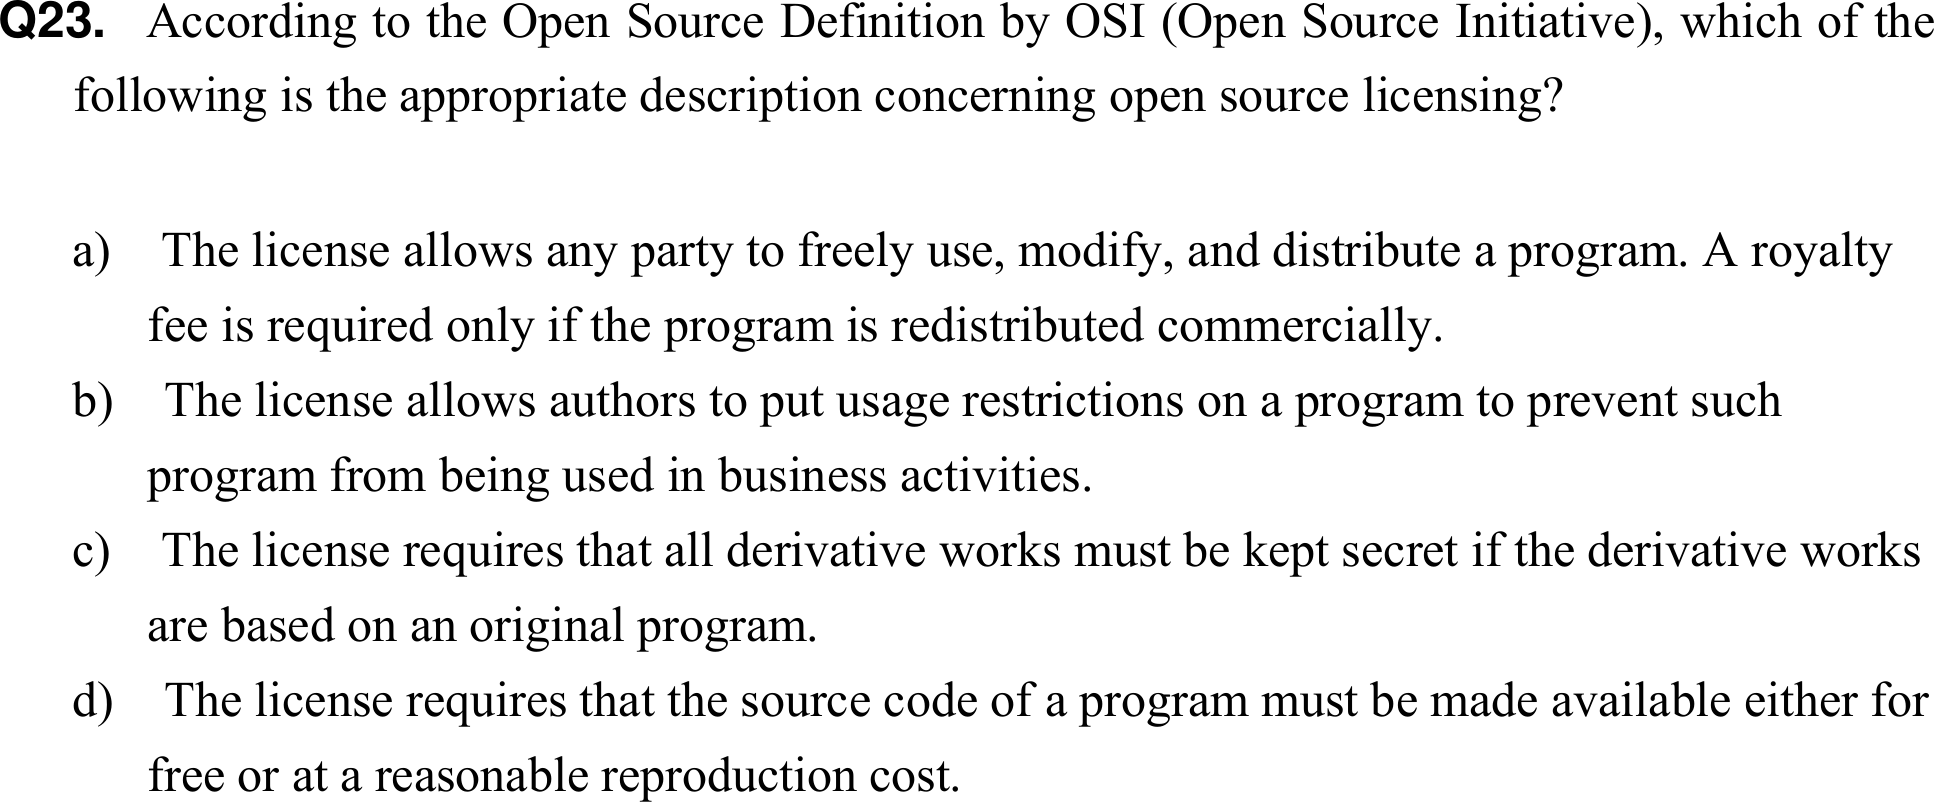 Q23. According to the Open Source Definition by OSI (Open Source Initiative), which of the
following is the appropriate description concerning open source licensing?
a) The license allows any party to freely use, modify, and distribute a program. A royalty
fee is required only if the program is redistributed commercially.
b) The license allows authors to put usage restrictions on a program to prevent such
program from being used in business activities.
c) The license requires that all derivative works must be kept secret if the derivative works
are based on an original program.
d) The license requires that the source code of a program must be made available either for
free or at a reasonable reproduction cost.